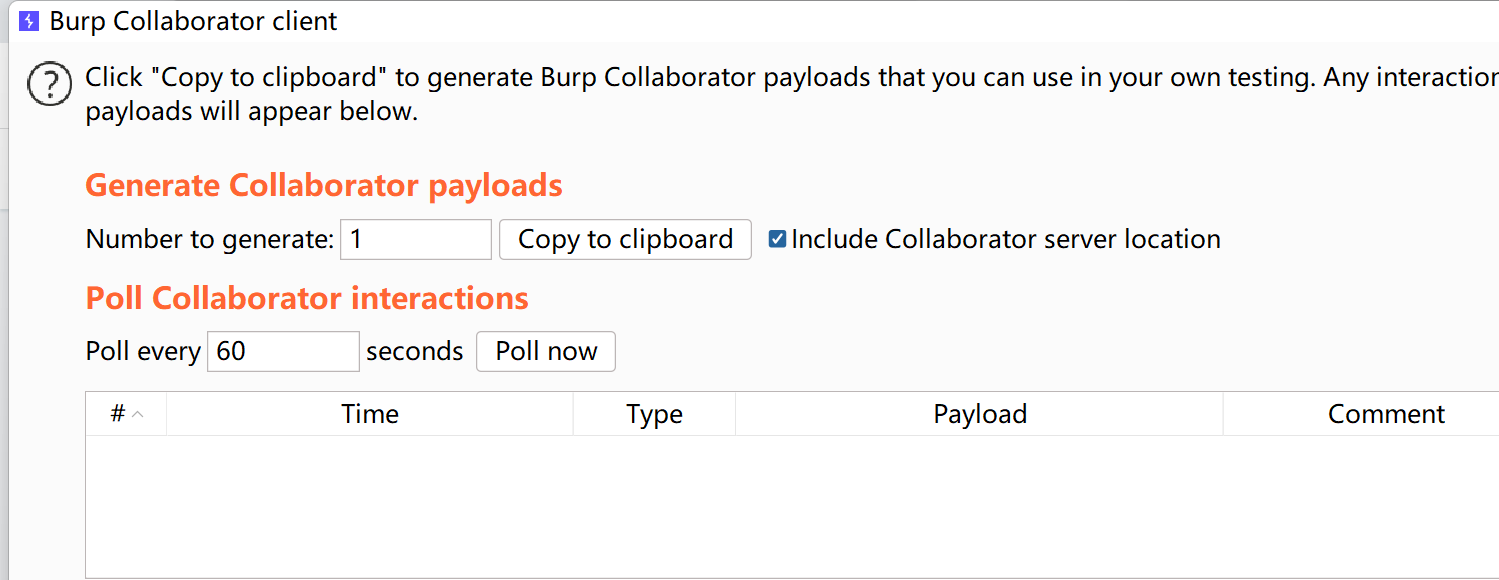 Burp Collaborator client
Click "Copy to clipboard" to generate Burp Collaborator payloads that you can use in your own testing. Any interaction
payloads will appear below.
Generate Collaborator payloads
Number to generate: 1 Copy to clipboard Include Collaborator server location
Poll Collaborator interactions
Poll every 60 seconds Poll now
# Time Type Payload Comment